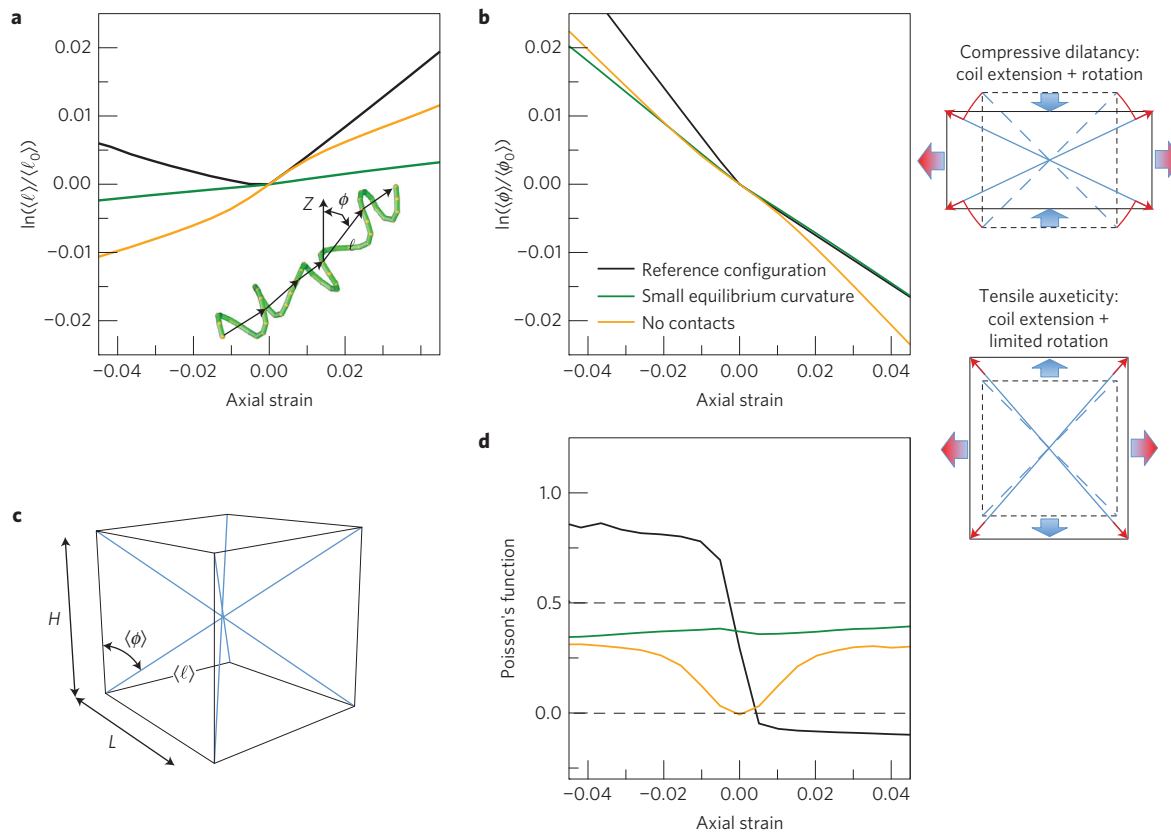 a
0.02
0.01
0.00
−0.01
−0.02
ln(⟨ℓ⟩/⟨ℓ₀⟩)
Z
ϕ
ℓ
−0.04
−0.02
0.00
0.02
Axial strain
b
0.02
0.01
0.00
−0.01
−0.02
ln(⟨ϕ⟩/⟨ϕ₀⟩)
Reference configuration
Small equilibrium curvature
No contacts
−0.04
−0.02
0.00
0.02
0.04
Axial strain
Compressive dilatancy:
coil extension + rotation
Tensile auxeticity:
coil extension +
limited rotation
c
H
⟨ϕ⟩
⟨ℓ⟩
L
d
1.0
0.5
0.0
Poisson's function
−0.04
−0.02
0.00
0.02
0.04
Axial strain